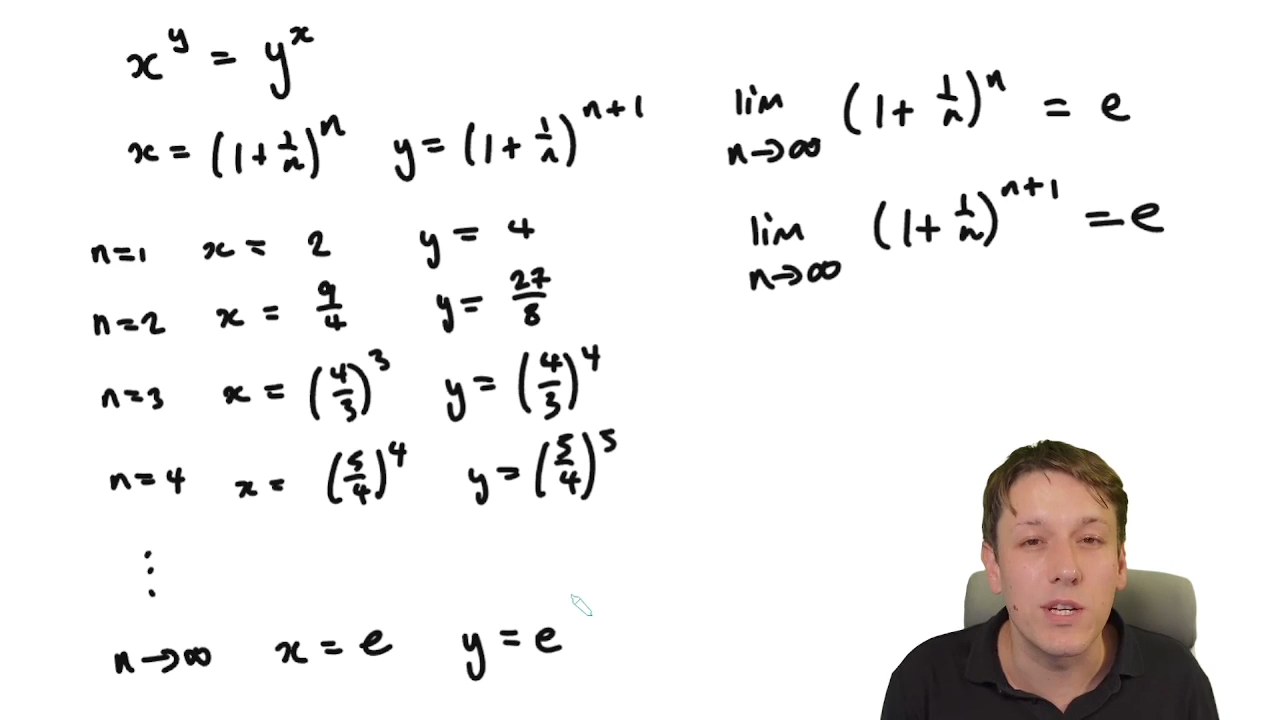 x^y = y^x
x = (1 + 1/n)^n y = (1 + 1/n)^(n+1)
n=1 x = 2 y = 4
n=2 x = 9/4 y = 27/8
n=3 x = (4/3)^3 y = (4/3)^4
n=4 x = (5/4)^4 y = (5/4)^5
⋮
n→∞ x = e y = e
lim n→∞ (1 + 1/n)^n = e
lim n→∞ (1 + 1/n)^(n+1) = e